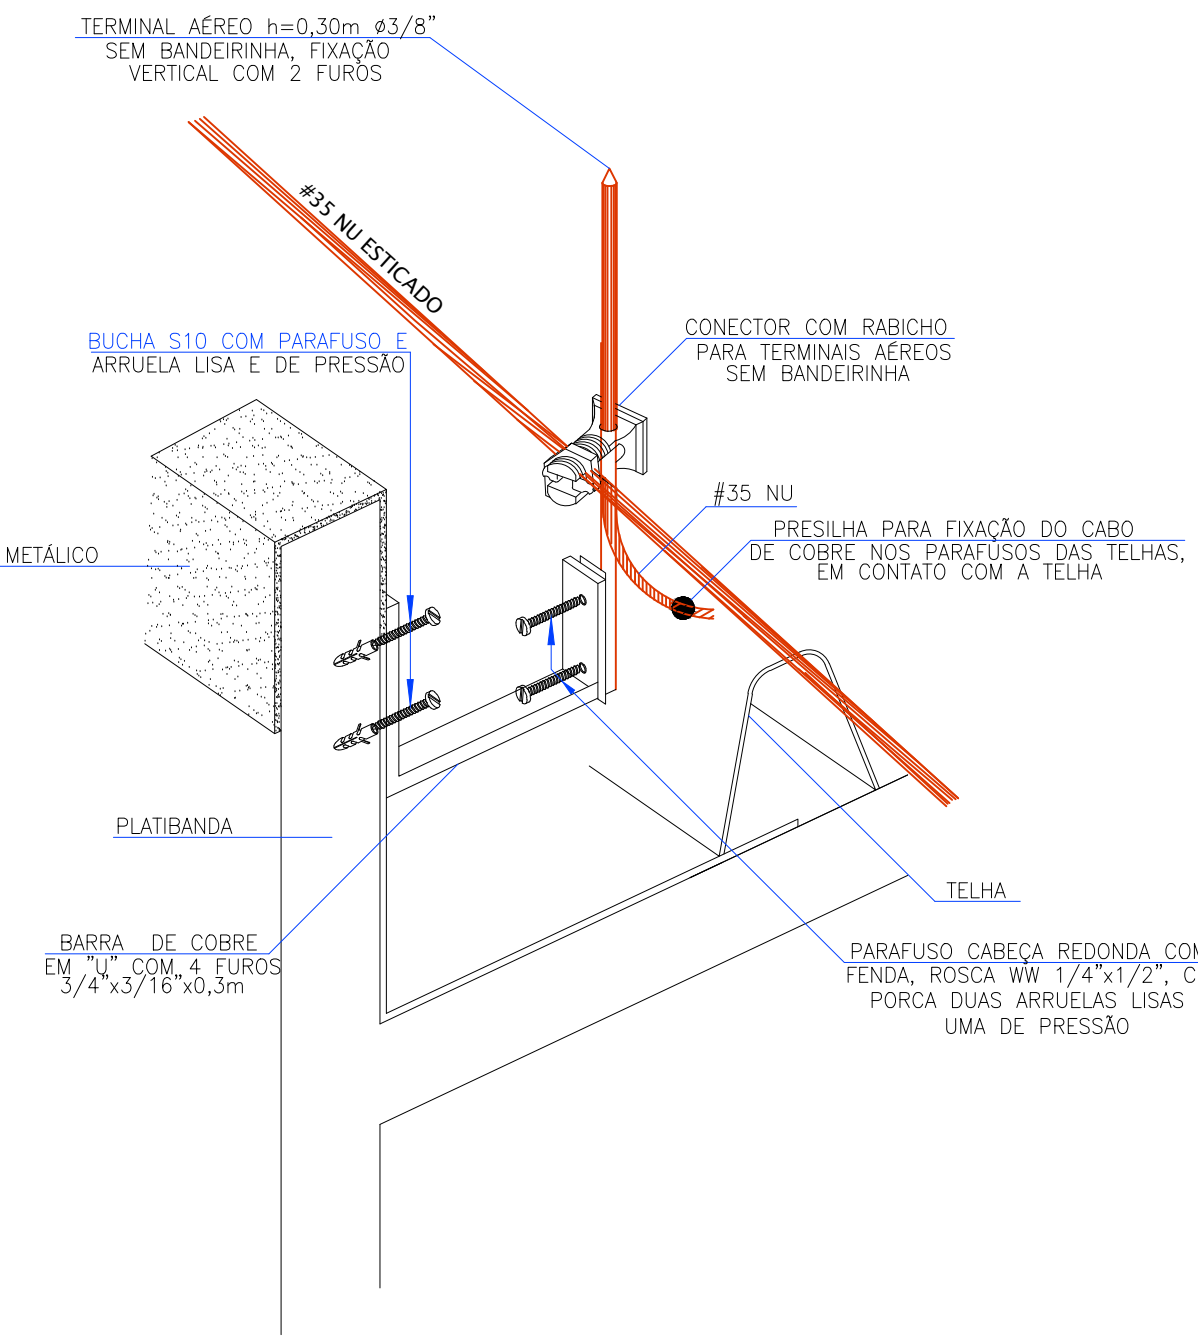 TERMINAL AÉREO h=0,30m ø3/8"
SEM BANDEIRINHA, FIXAÇÃO
VERTICAL COM 2 FUROS
#35 NU ESTICADO
BUCHA S10 COM PARAFUSO E
ARRUELA LISA E DE PRESSÃO
CONECTOR COM RABICHO
PARA TERMINAIS AÉREOS
SEM BANDEIRINHA
#35 NU
PRESILHA PARA FIXAÇÃO DO CABO
DE COBRE NOS PARAFUSOS DAS TELHAS,
EM CONTATO COM A TELHA
METÁLICO
PLATIBANDA
TELHA
BARRA DE COBRE
EM "U" COM 4 FUROS
3/4"x3/16"x0,3m
PARAFUSO CABEÇA REDONDA COM
FENDA, ROSCA WW 1/4"x1/2", C
PORCA DUAS ARRUELAS LISAS
UMA DE PRESSÃO